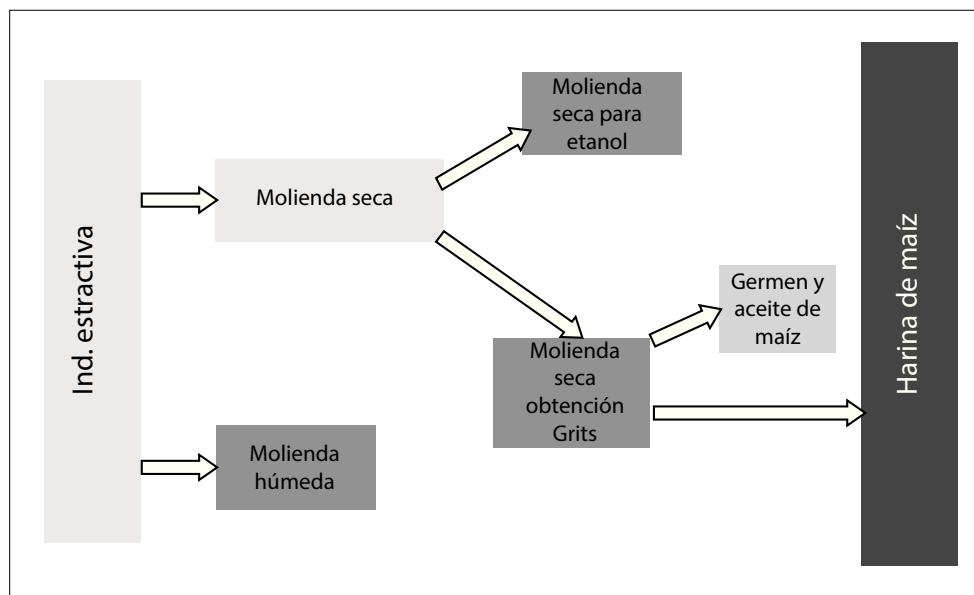 Ind. estractiva
Molienda seca
Molienda
húmeda
Molienda
seca para
etanol
Molienda
seca
obtención
Grits
Germen y
aceite de
maíz
Harina de maíz